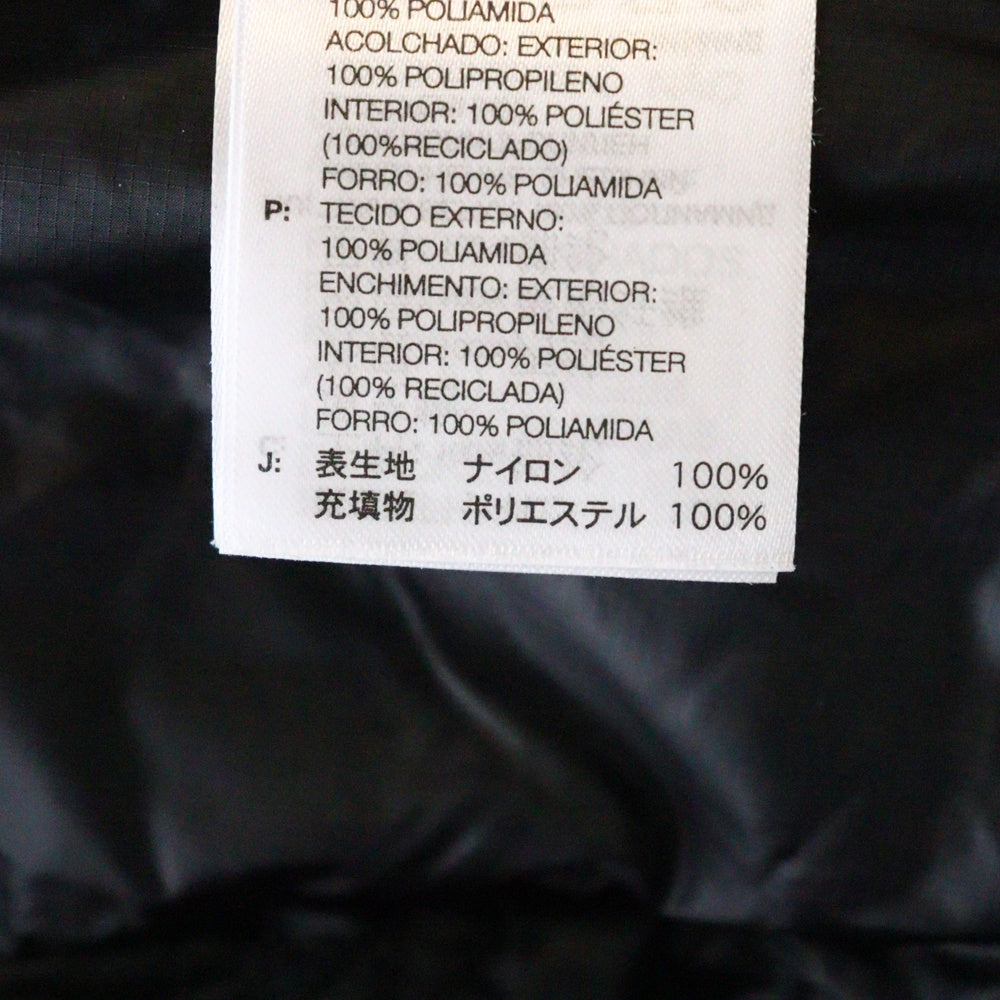 100% POLIAMIDA
ACOLCHADO: EXTERIOR:
100% POLIPROPILENO
INTERIOR: 100% POLIÉSTER
(100%RECICLADO)
FORRO: 100% POLIAMIDA
P: TECIDO EXTERNO:
100% POLIAMIDA
ENCHIMENTO: EXTERIOR:
100% POLIPROPILENO
INTERIOR: 100% POLIÉSTER
(100% RECICLADA)
FORRO: 100% POLIAMIDA
J: 表生地 ナイロン 100%
充填物 ポリエステル 100%